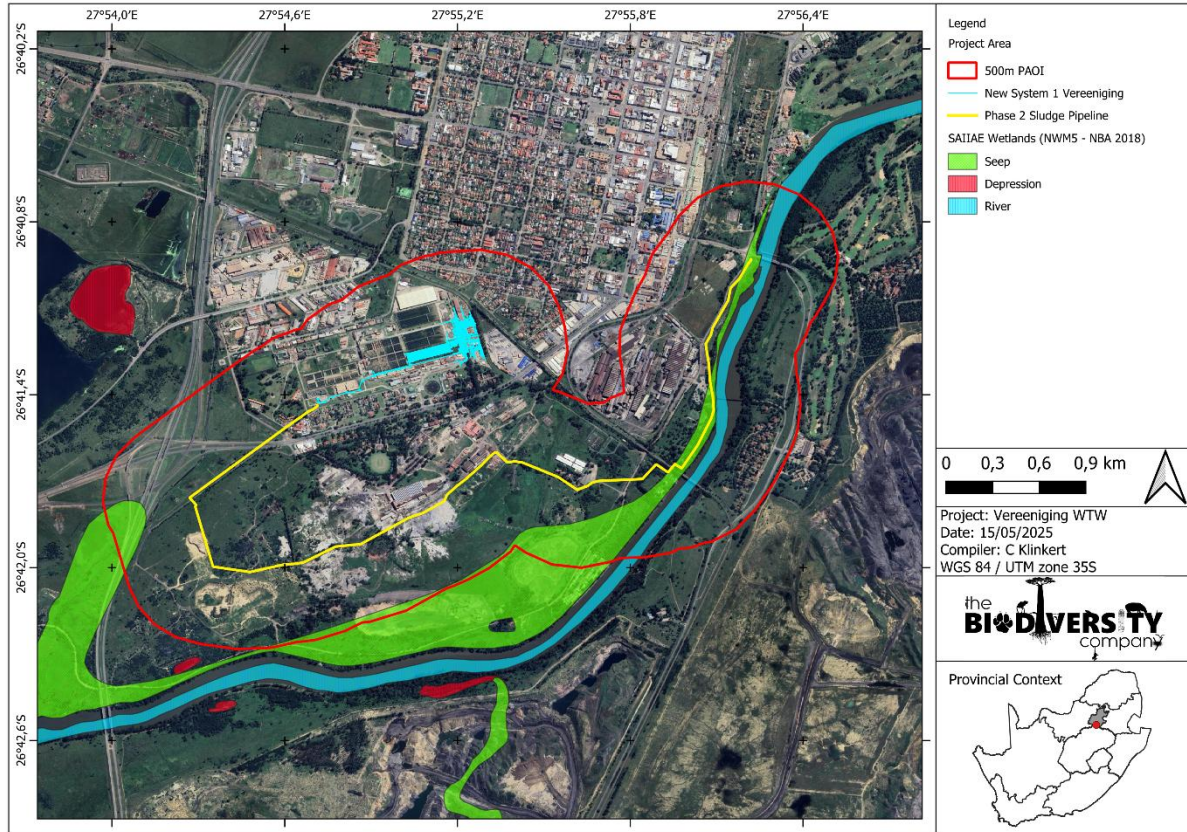 27°54,0'E 27°54,6'E 27°55,2'E 27°55,8'E 27°56,4'E
26°40,2'S
26°40,8'S
26°41,4'S
26°42,0'S
26°42,6'S
Legend
Project Area
500m PAOI
New System 1 Vereeniging
Phase 2 Sludge Pipeline
SAIIAE Wetlands (NWM5 - NBA 2018)
Seep
Depression
River
0 0,3 0,6 0,9 km
Project: Vereeniging WTW
Date: 15/05/2025
Compiler: C Klinkert
WGS 84 / UTM zone 35S
the
BIODIVERSITY
company
Provincial Context